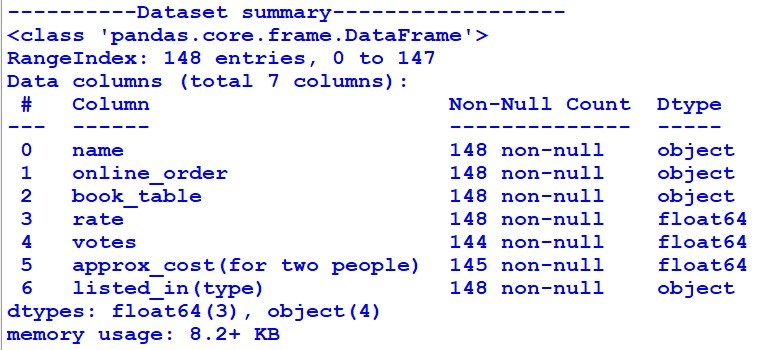 ----------Dataset summary------------------
<class 'pandas.core.frame.DataFrame'>
RangeIndex: 148 entries, 0 to 147
Data columns (total 7 columns):
 #   Column                       Non-Null Count  Dtype
---  ------                       --------------  -----
 0   name                         148 non-null    object
 1   online_order                 148 non-null    object
 2   book_table                   148 non-null    object
 3   rate                         148 non-null    float64
 4   votes                        144 non-null    float64
 5   approx_cost(for two people)  145 non-null    float64
 6   listed_in(type)              148 non-null    object
dtypes: float64(3), object(4)
memory usage: 8.2+ KB